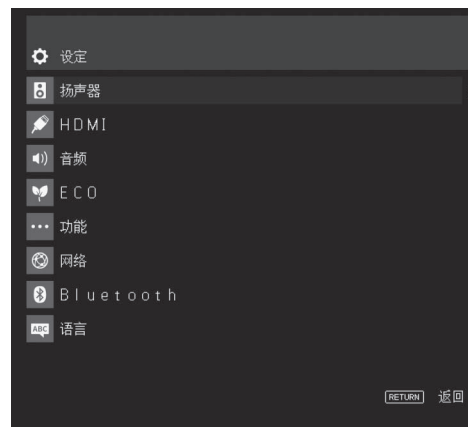 设定
扬声器
HDMI
音频
ECO
功能
网络
Bluetooth
ABC 语言
RETURN 返回